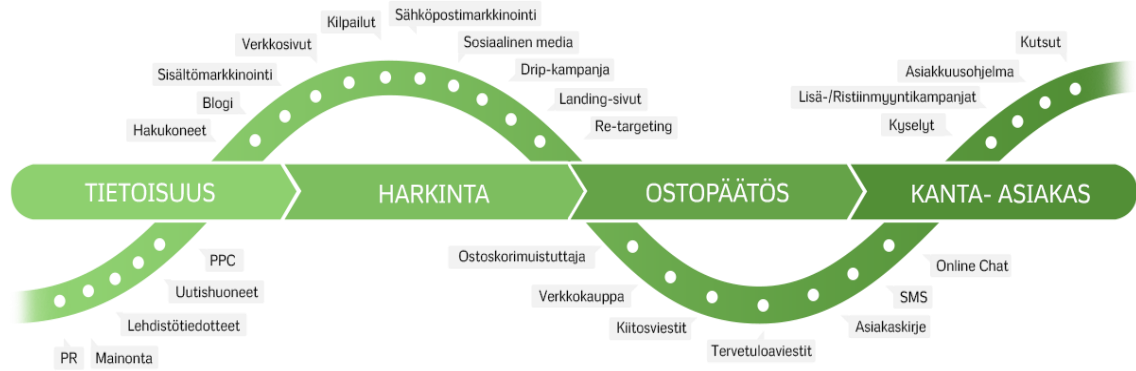 Sähköpostimarkkinointi
Kilpailut
Verkkosivut
Sosiaalinen media
Kutsut
Sisältömarkkinointi
Drip-kampanja
Asiakkuusohjelma
Blogi
Landing-sivut
Lisä-/Ristiinmyyntikampanjat
Hakukoneet
Re-targeting
Kyselyt
TIETOISUUS
HARKINTA
OSTOPÄÄTÖS
KANTA- ASIAKAS
PPC
Ostoskorimuistuttaja
Online Chat
Uutishuoneet
Verkkokauppa
SMS
Lehdistötiedotteet
Kiitosviestit
Asiakaskirje
PR
Mainonta
Tervetuloaviestit